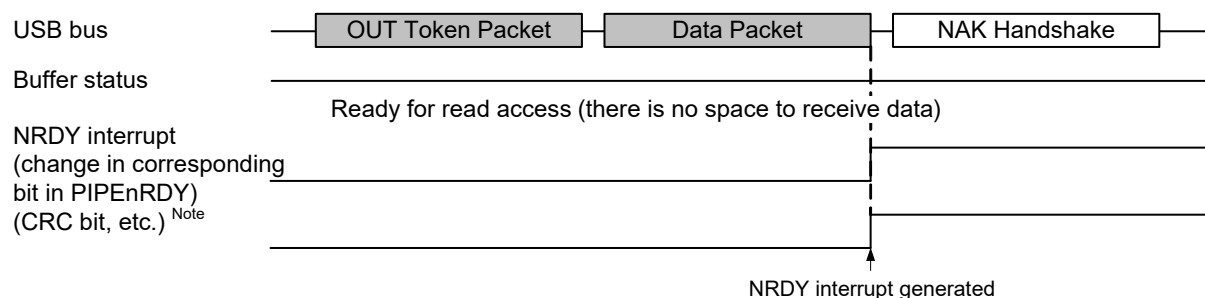 USB bus
OUT Token Packet
Data Packet
NAK Handshake
Buffer status
Ready for read access (there is no space to receive data)
NRDY interrupt
(change in corresponding
bit in PIPEnRDY)
(CRC bit, etc.) Note
NRDY interrupt generated